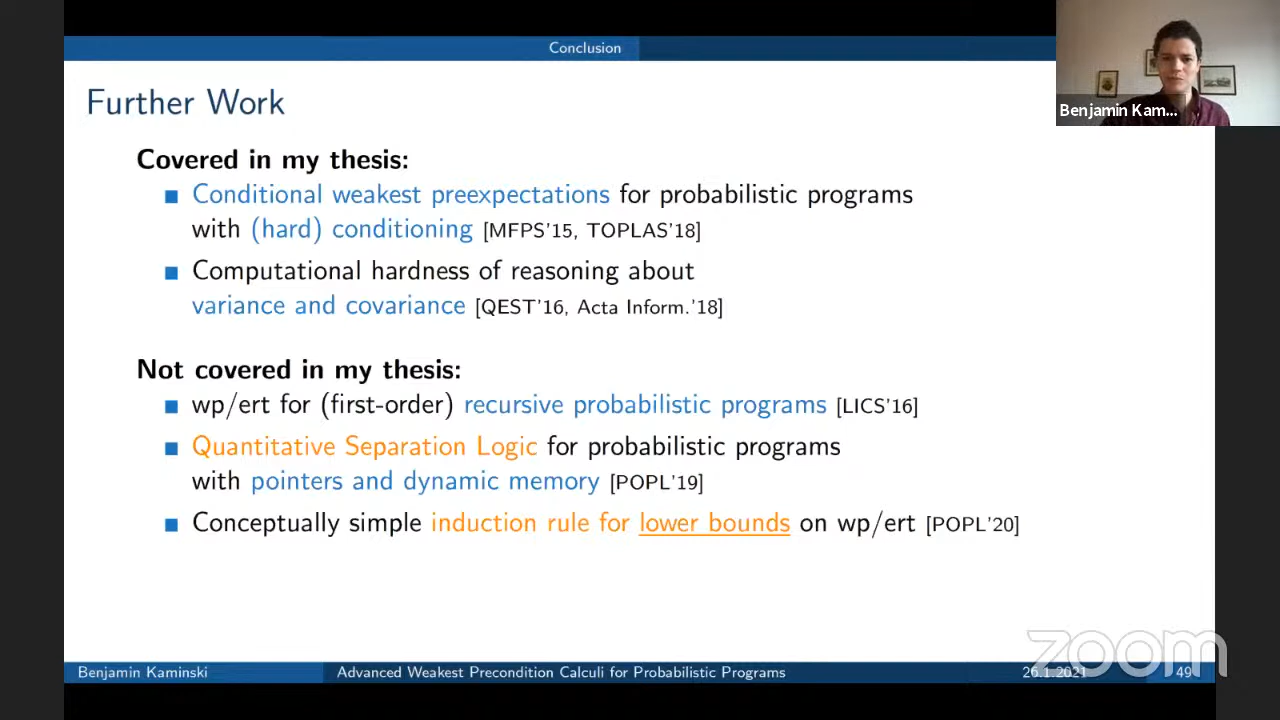 Conclusion
Further Work
Benjamin Kam...
Covered in my thesis:
Conditional weakest preexpectations for probabilistic programs
with (hard) conditioning [MFPS'15, TOPLAS'18]
Computational hardness of reasoning about
variance and covariance [QEST'16, Acta Inform.'18]
Not covered in my thesis:
wp/ert for (first-order) recursive probabilistic programs [LICS'16]
Quantitative Separation Logic for probabilistic programs
with pointers and dynamic memory [POPL'19]
Conceptually simple induction rule for lower bounds on wp/ert [POPL'20]
zoom
Benjamin Kaminski Advanced Weakest Precondition Calculi for Probabilistic Programs 26.1.2021 49